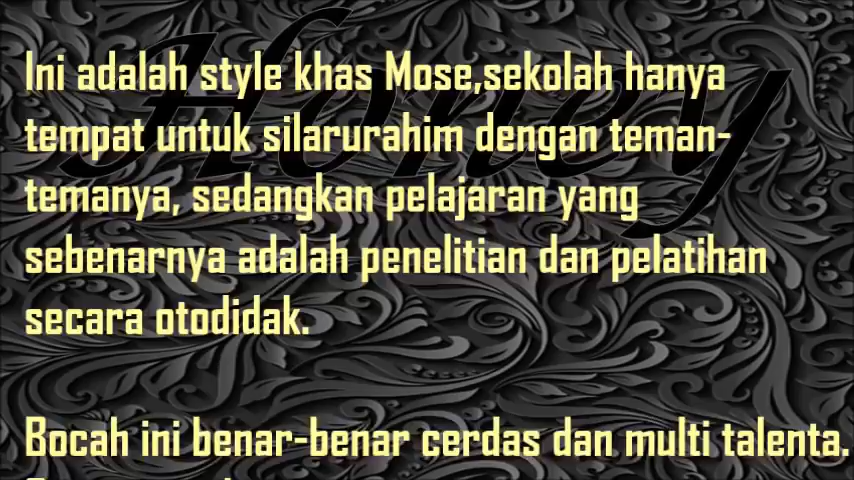 Honey
Ini adalah style khas Mose,sekolah hanya
tempat untuk silarurahim dengan teman-
temanya, sedangkan pelajaran yang
sebenarnya adalah penelitian dan pelatihan
secara otodidak.
Bocah ini benar-benar cerdas dan multi talenta.